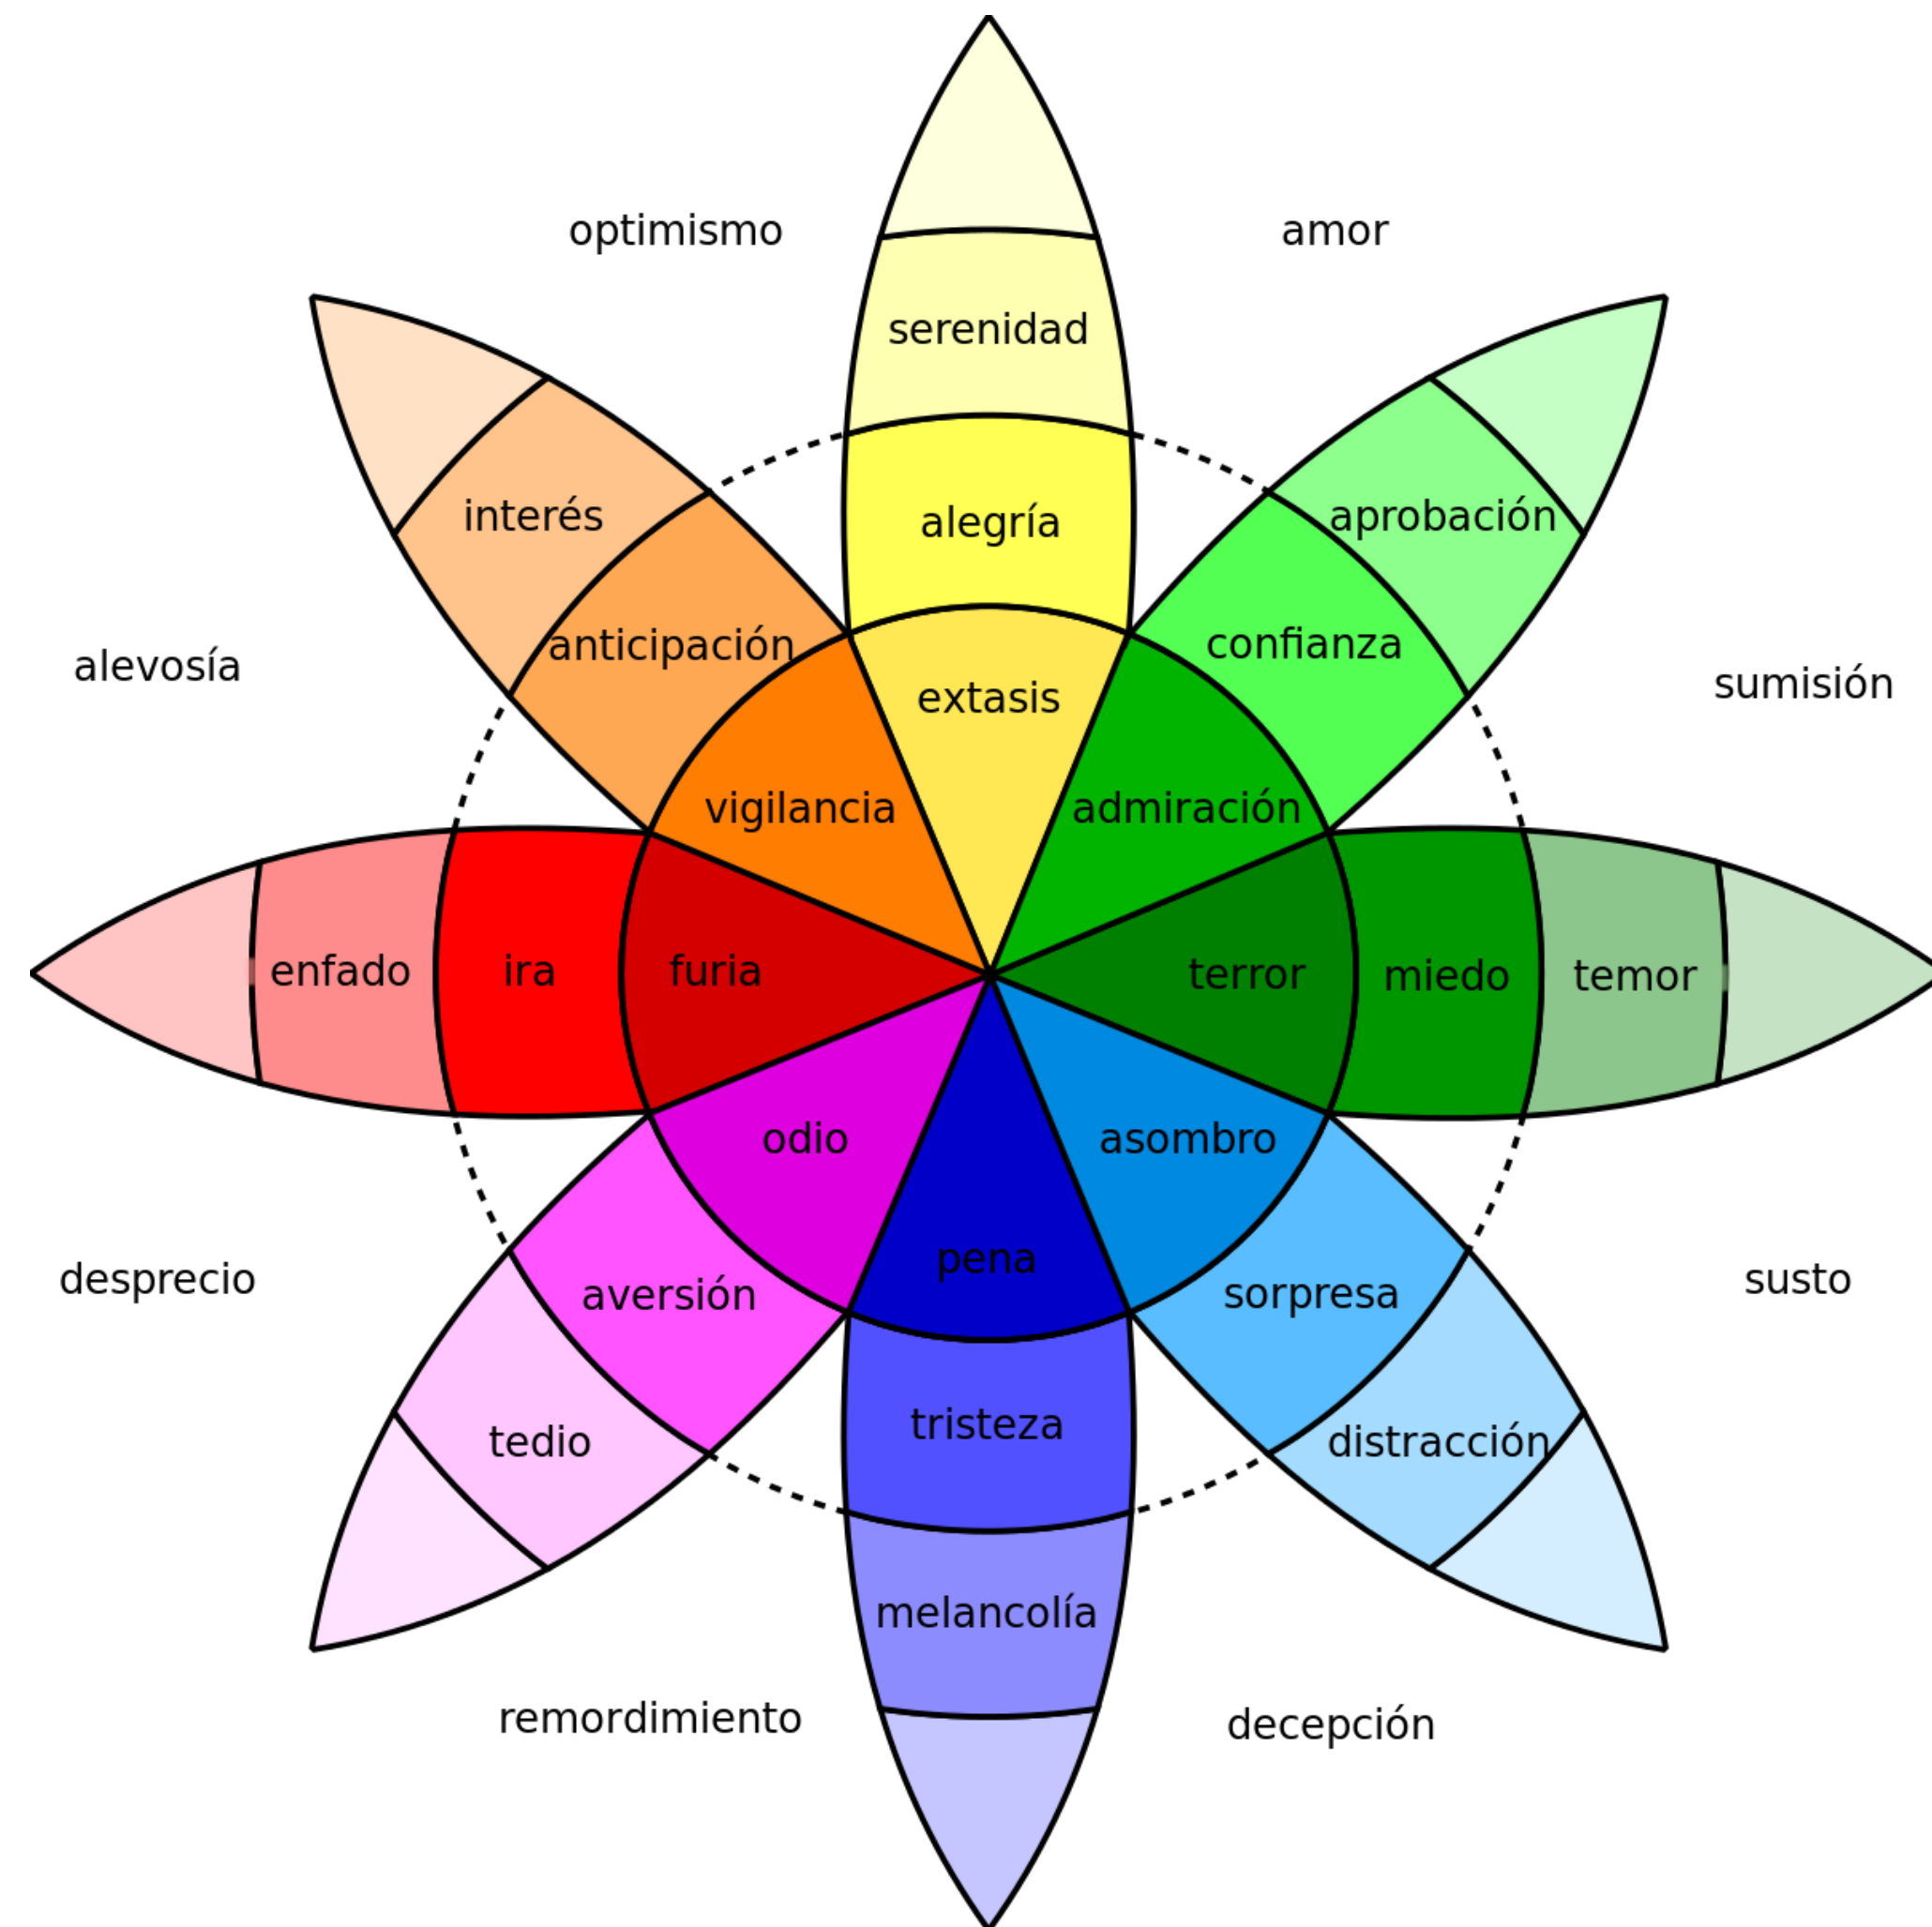 optimismo
amor
serenidad
interés
aprobación
alegría
anticipación
confianza
alevosía
sumisión
extasis
vigilancia
admiración
enfado
ira
furia
terror
miedo
temor
odio
asombro
desprecio
pena
susto
aversión
sorpresa
tristeza
tedio
distracción
melancolía
remordimiento
decepción